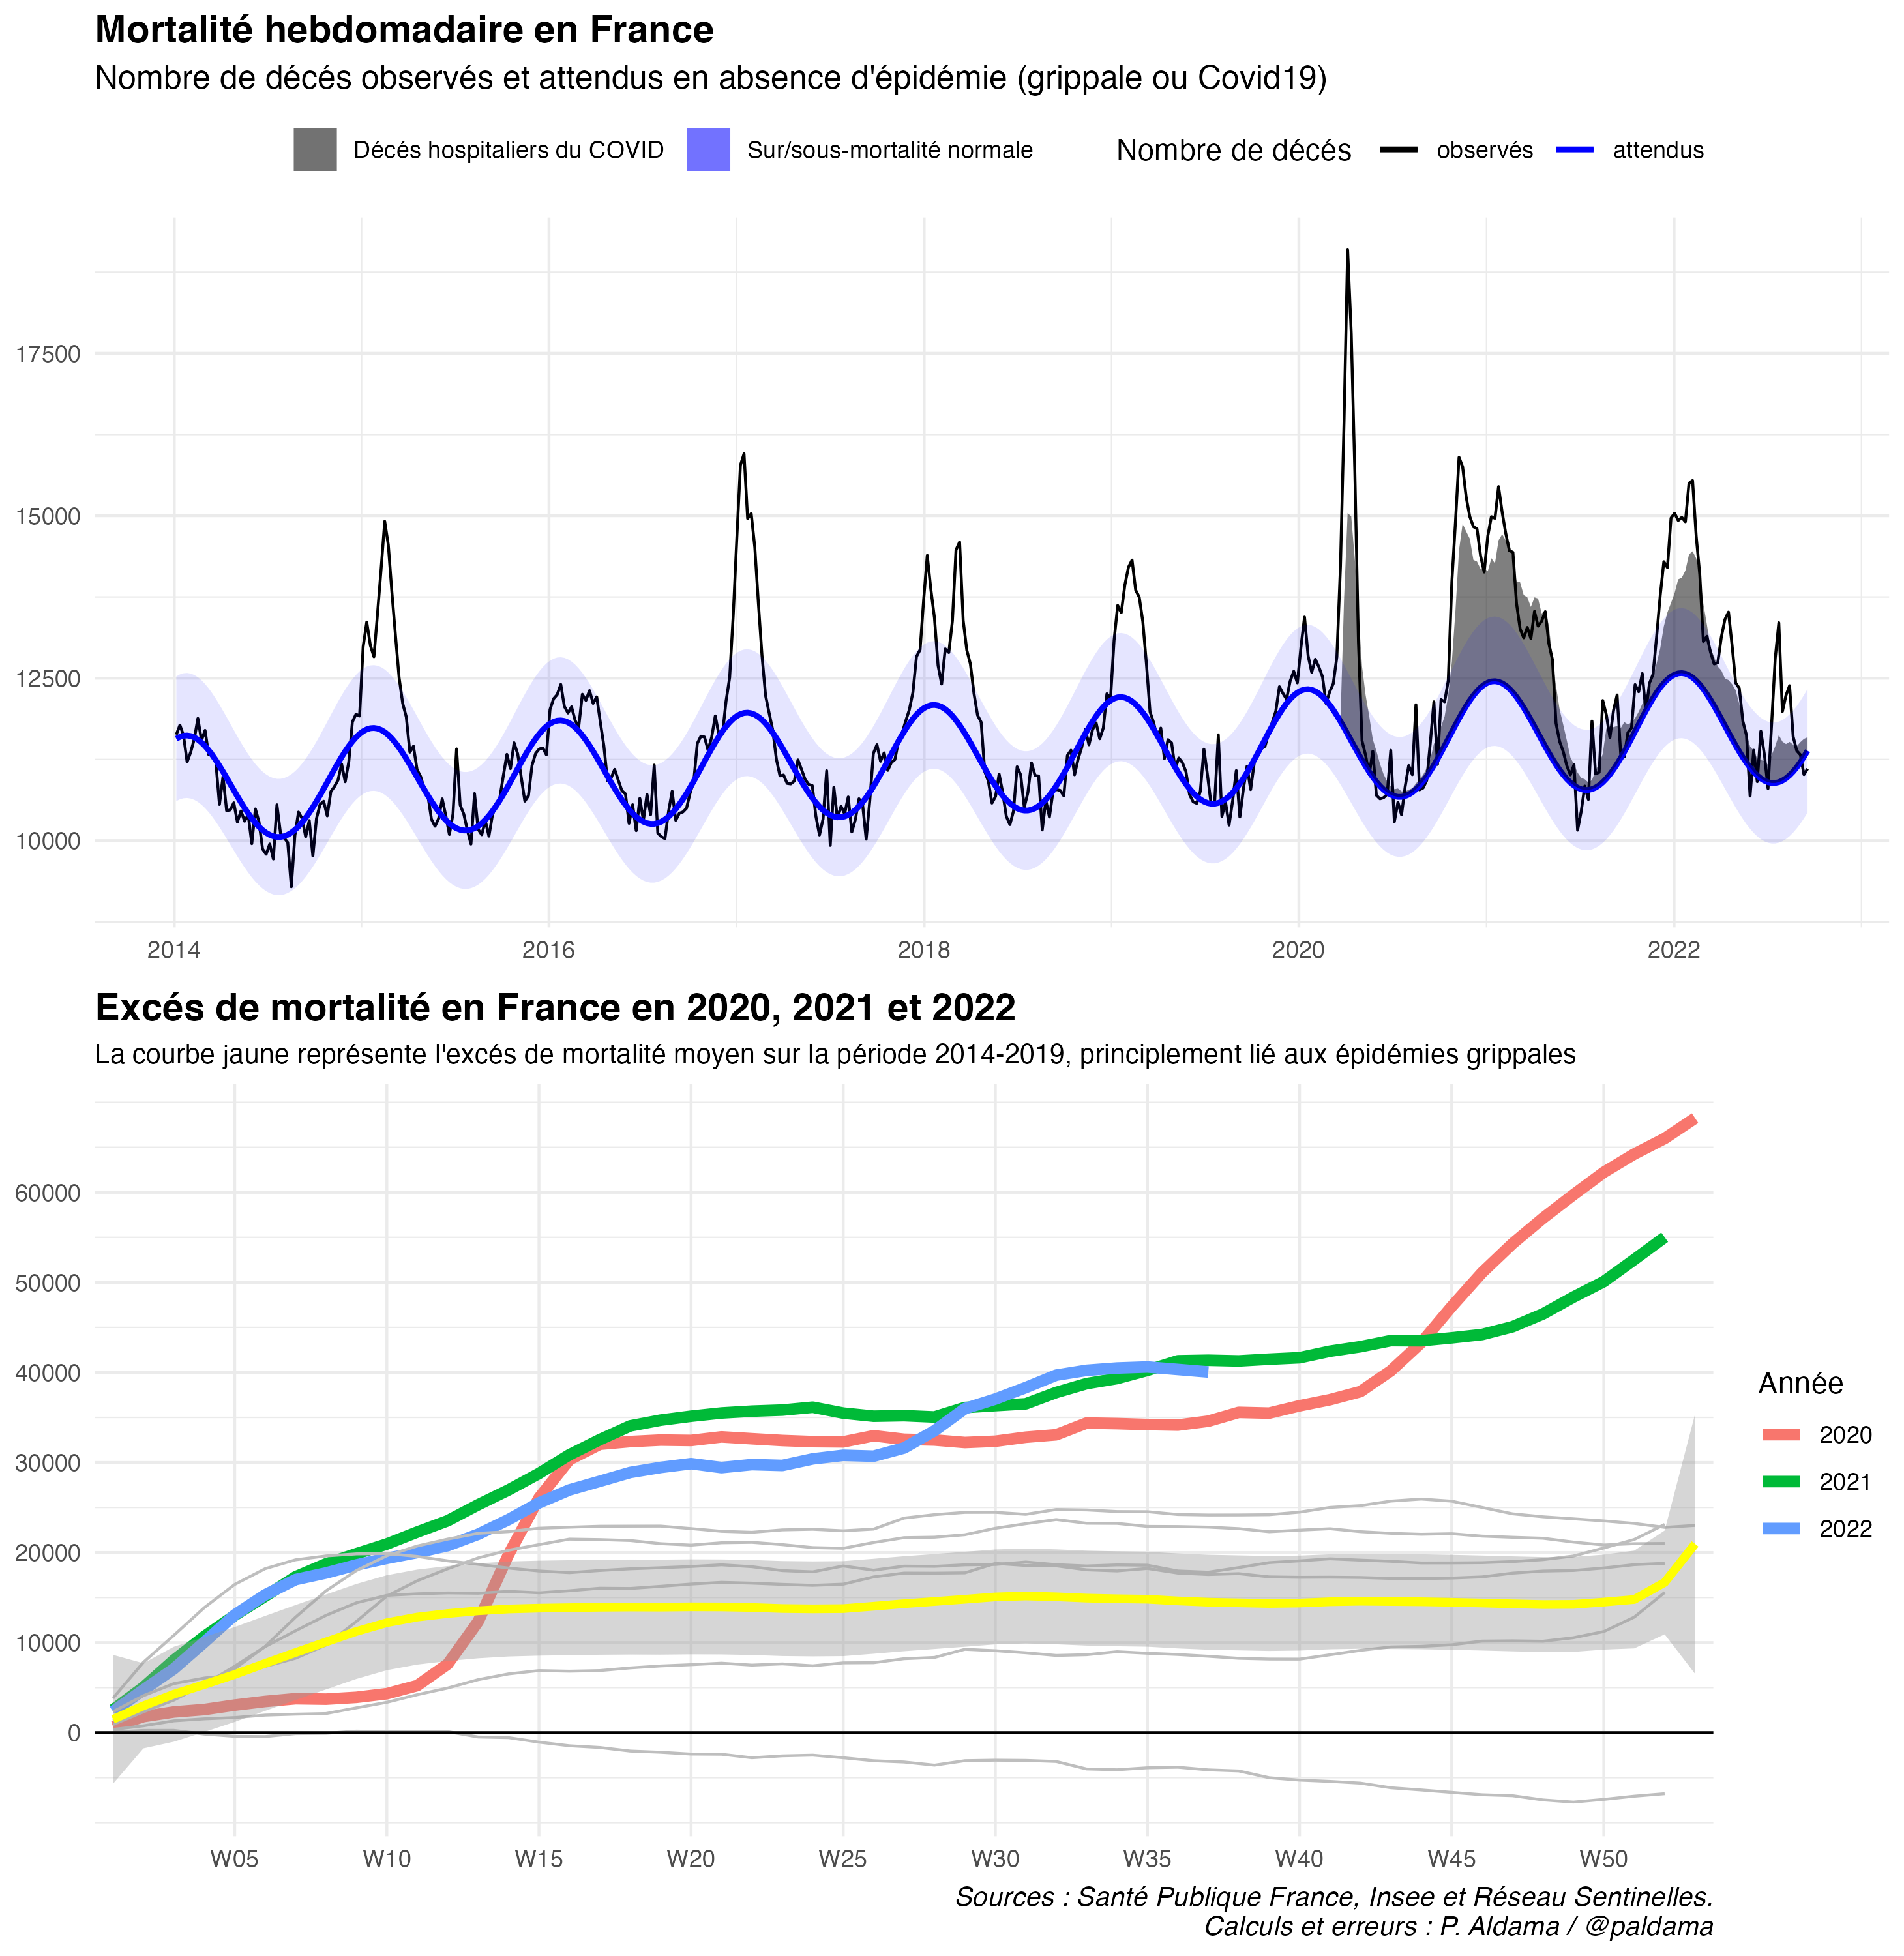 Mortalité hebdomadaire en France
Nombre de décés observés et attendus en absence d'épidémie (grippale ou Covid19)
Décés hospitaliers du COVID Sur/sous-mortalité normale Nombre de décés observés attendus
17500
15000
12500
10000
2014 2016 2018 2020 2022
Excés de mortalité en France en 2020, 2021 et 2022
La courbe jaune représente l'excés de mortalité moyen sur la période 2014-2019, principlement lié aux épidémies grippales
60000
50000
40000
30000
20000
10000
0
Année
2020
2021
2022
W05 W10 W15 W20 W25 W30 W35 W40 W45 W50
Sources : Santé Publique France, Insee et Réseau Sentinelles.
Calculs et erreurs : P. Aldama / @paldama